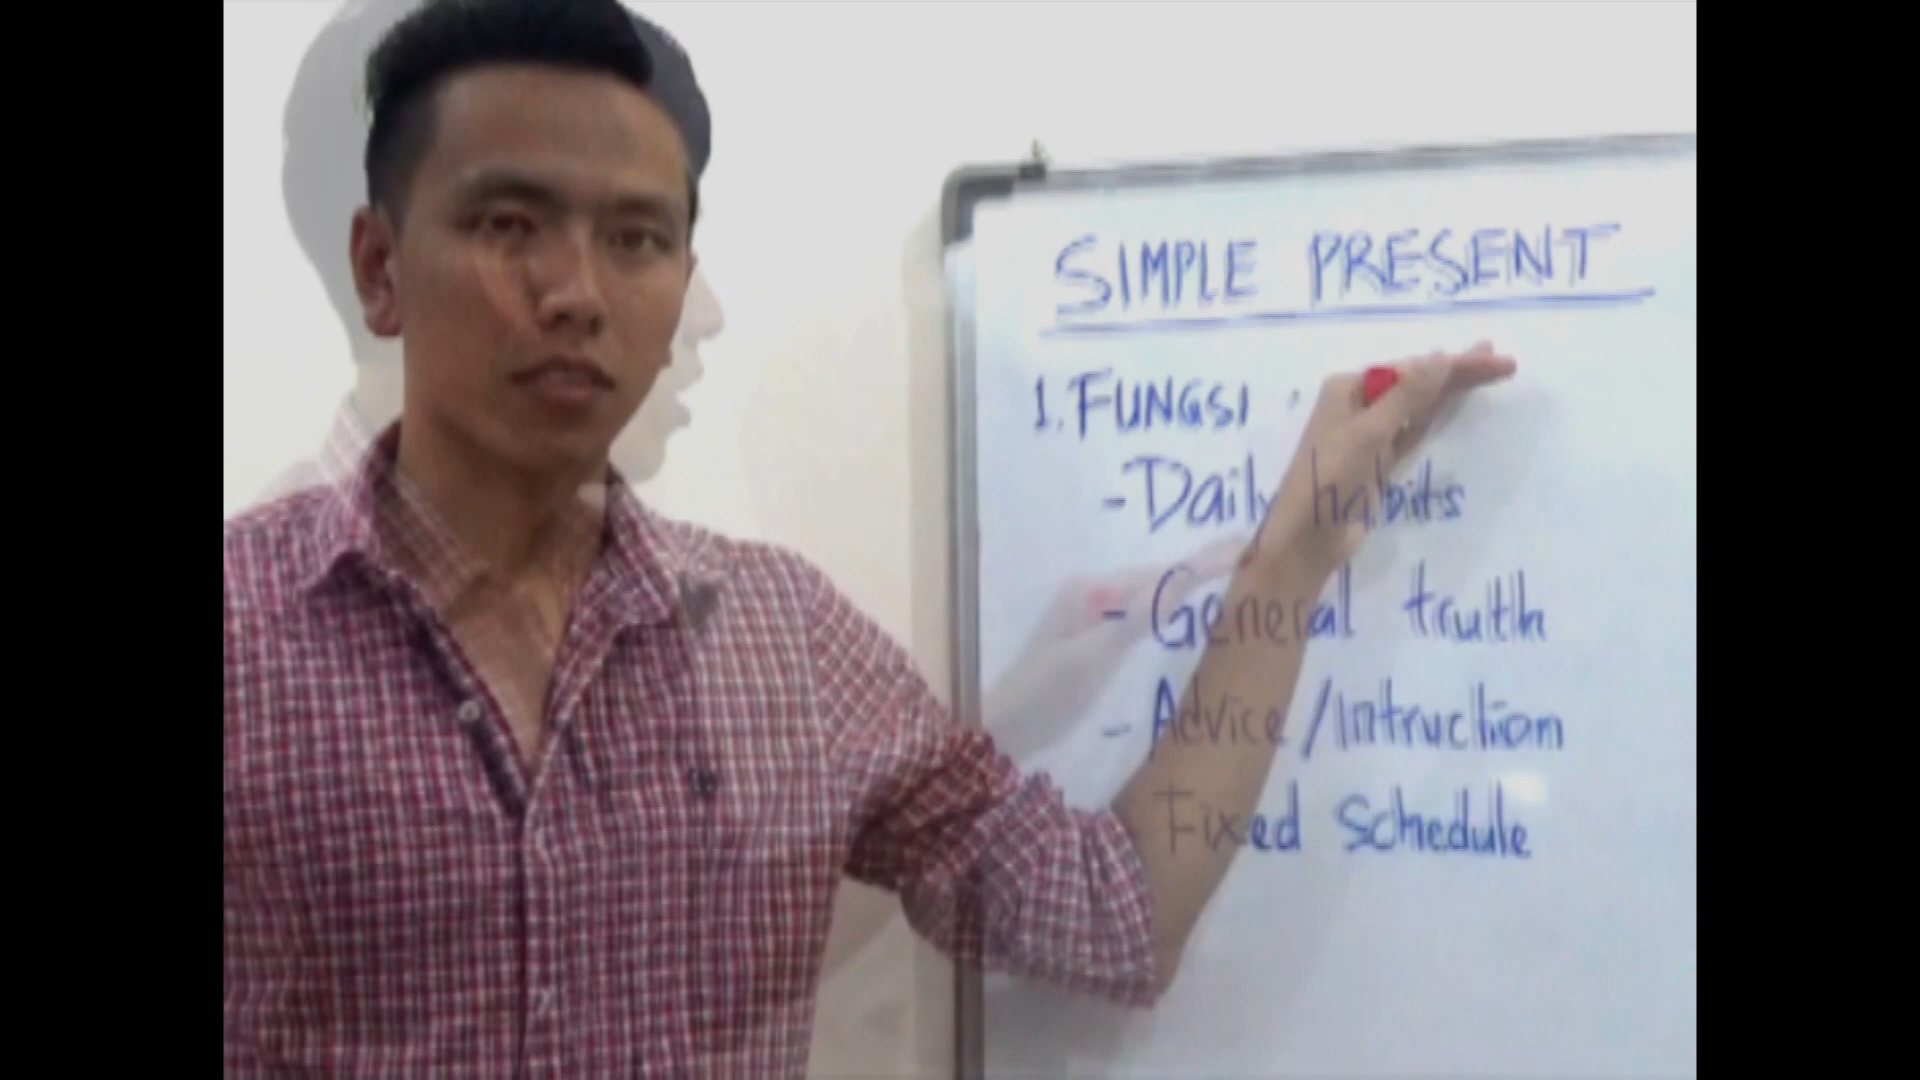 SIMPLE PRESENT
1. FUNGSI :
- Daily habits
- General truth
- Advice/Intruction
Fixed schedule